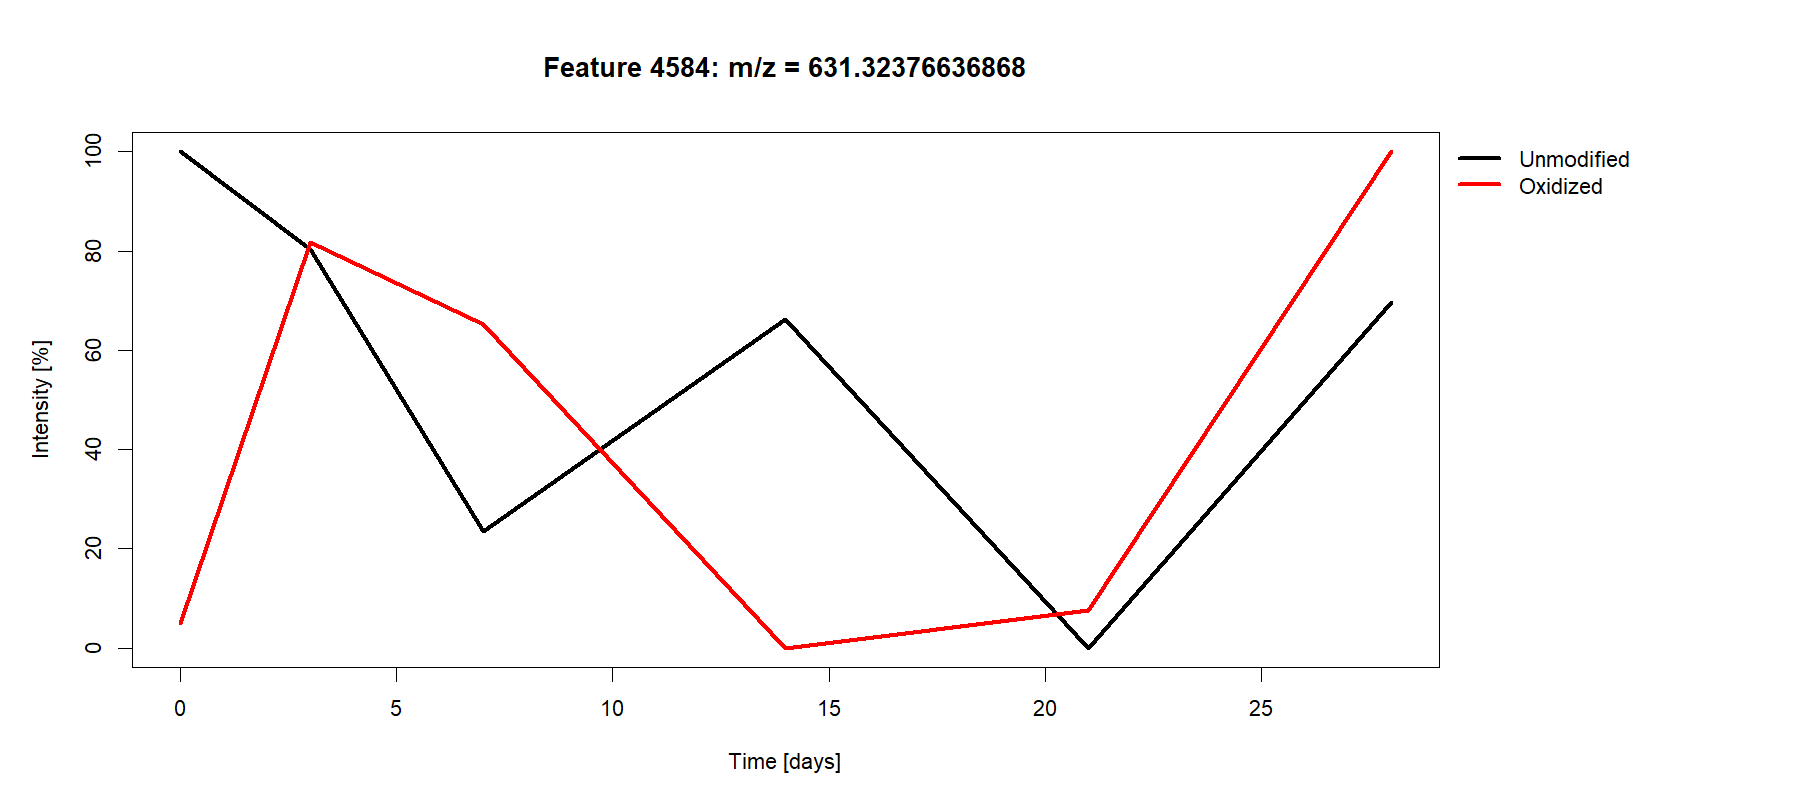 Feature 4584: m/z = 631.32376636868
Unmodified
Oxidized
Intensity [%]
100
80
60
40
20
0
0 5 10 15 20 25
Time [days]